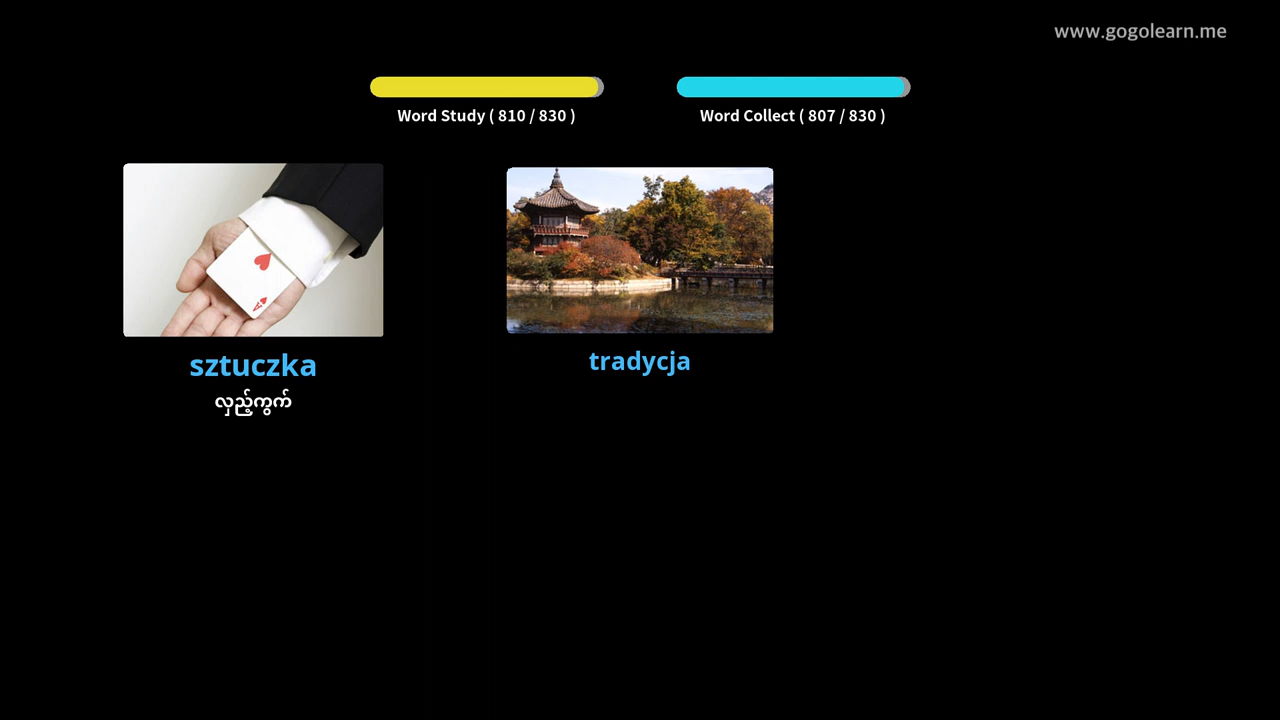 www.gogolearn.me
Word Study ( 810 / 830 )
Word Collect ( 807 / 830 )
sztuczka
လှည့်ကွက်
tradycja